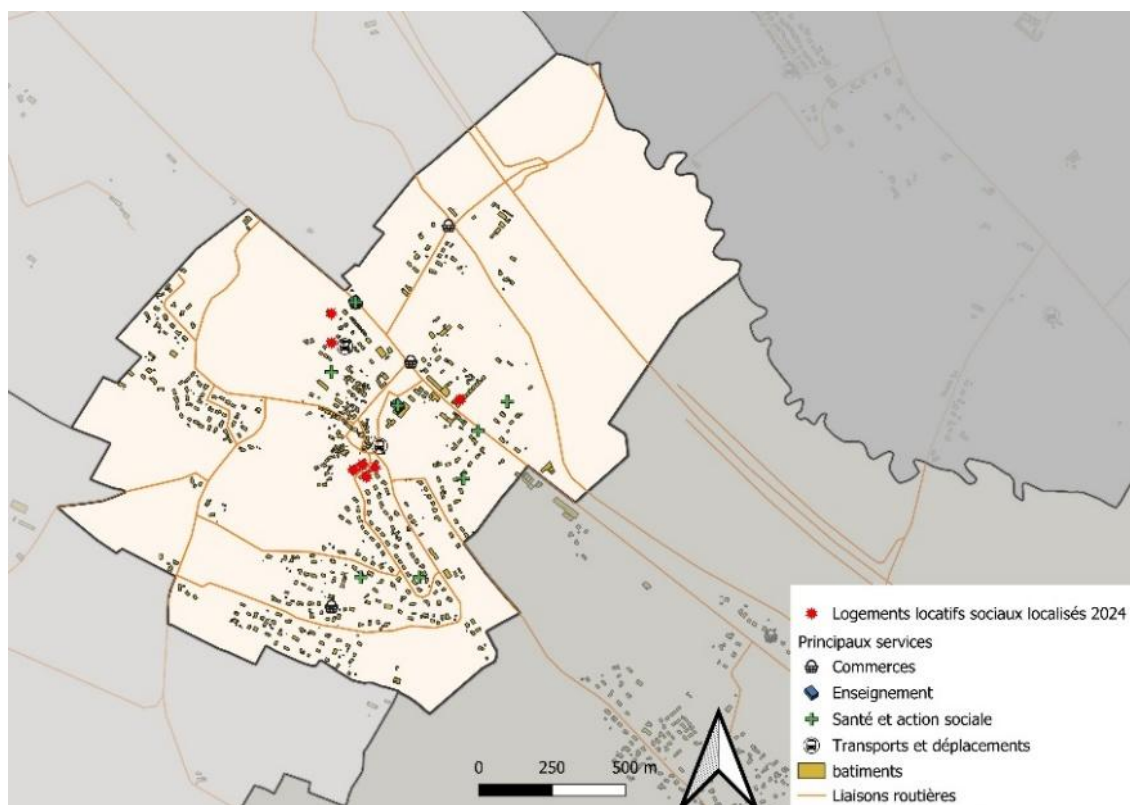 Logements locatifs sociaux localisés 2024
Principaux services
Commerces
Enseignement
Santé et action sociale
Transports et déplacements
batiments
Liaisons routières
0 250 500 m